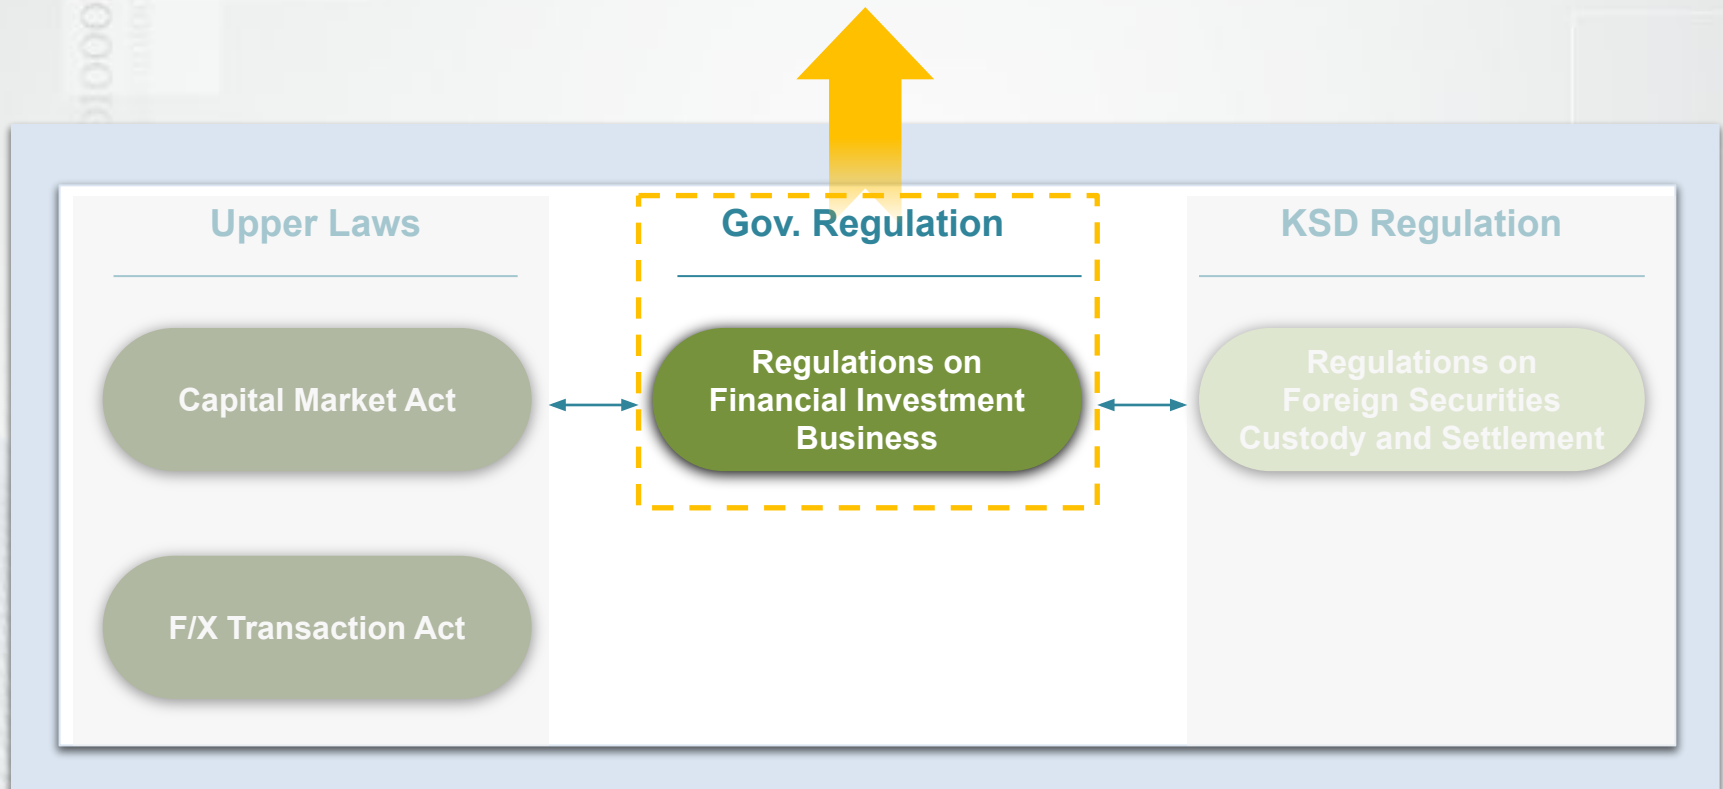 Upper Laws
Gov. Regulation
KSD Regulation
Capital Market Act
Regulations on
Financial Investment
Business
Regulations on
Foreign Securities
Custody and Settlement
F/X Transaction Act